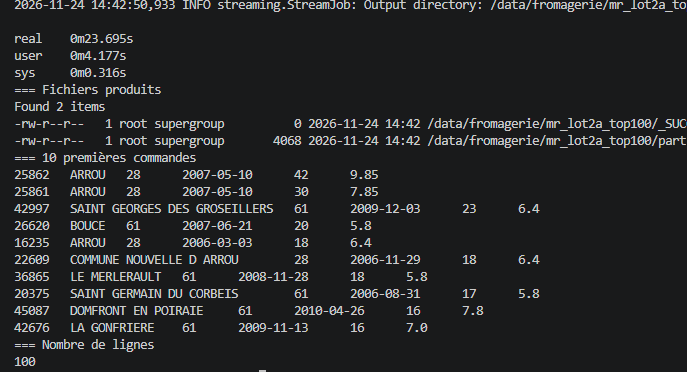 2026-11-24 14:42:50,933 INFO streaming.StreamJob: Output directory: /data/fromagerie/mr_lot2a_to
real 0m23.695s
user 0m4.177s
sys 0m0.316s
=== Fichiers produits
Found 2 items
-rw-r--r-- 1 root supergroup 0 2026-11-24 14:42 /data/fromagerie/mr_lot2a_top100/_SUC
-rw-r--r-- 1 root supergroup 4068 2026-11-24 14:42 /data/fromagerie/mr_lot2a_top100/part
=== 10 premières commandes
25862 ARROU 28 2007-05-10 42 9.85
25861 ARROU 28 2007-05-10 30 7.85
42997 SAINT GEORGES DES GROSEILLERS 61 2009-12-03 23 6.4
26620 BOUCE 61 2007-06-21 20 5.8
16235 ARROU 28 2006-03-03 18 6.4
22609 COMMUNE NOUVELLE D ARROU 28 2006-11-29 18 6.4
36865 LE MERLERAULT 61 2008-11-28 18 5.8
20375 SAINT GERMAIN DU CORBEIS 61 2006-08-31 17 5.8
45087 DOMFRONT EN POIRAIE 61 2010-04-26 16 7.8
42676 LA GONFRIERE 61 2009-11-13 16 7.0
=== Nombre de lignes
100